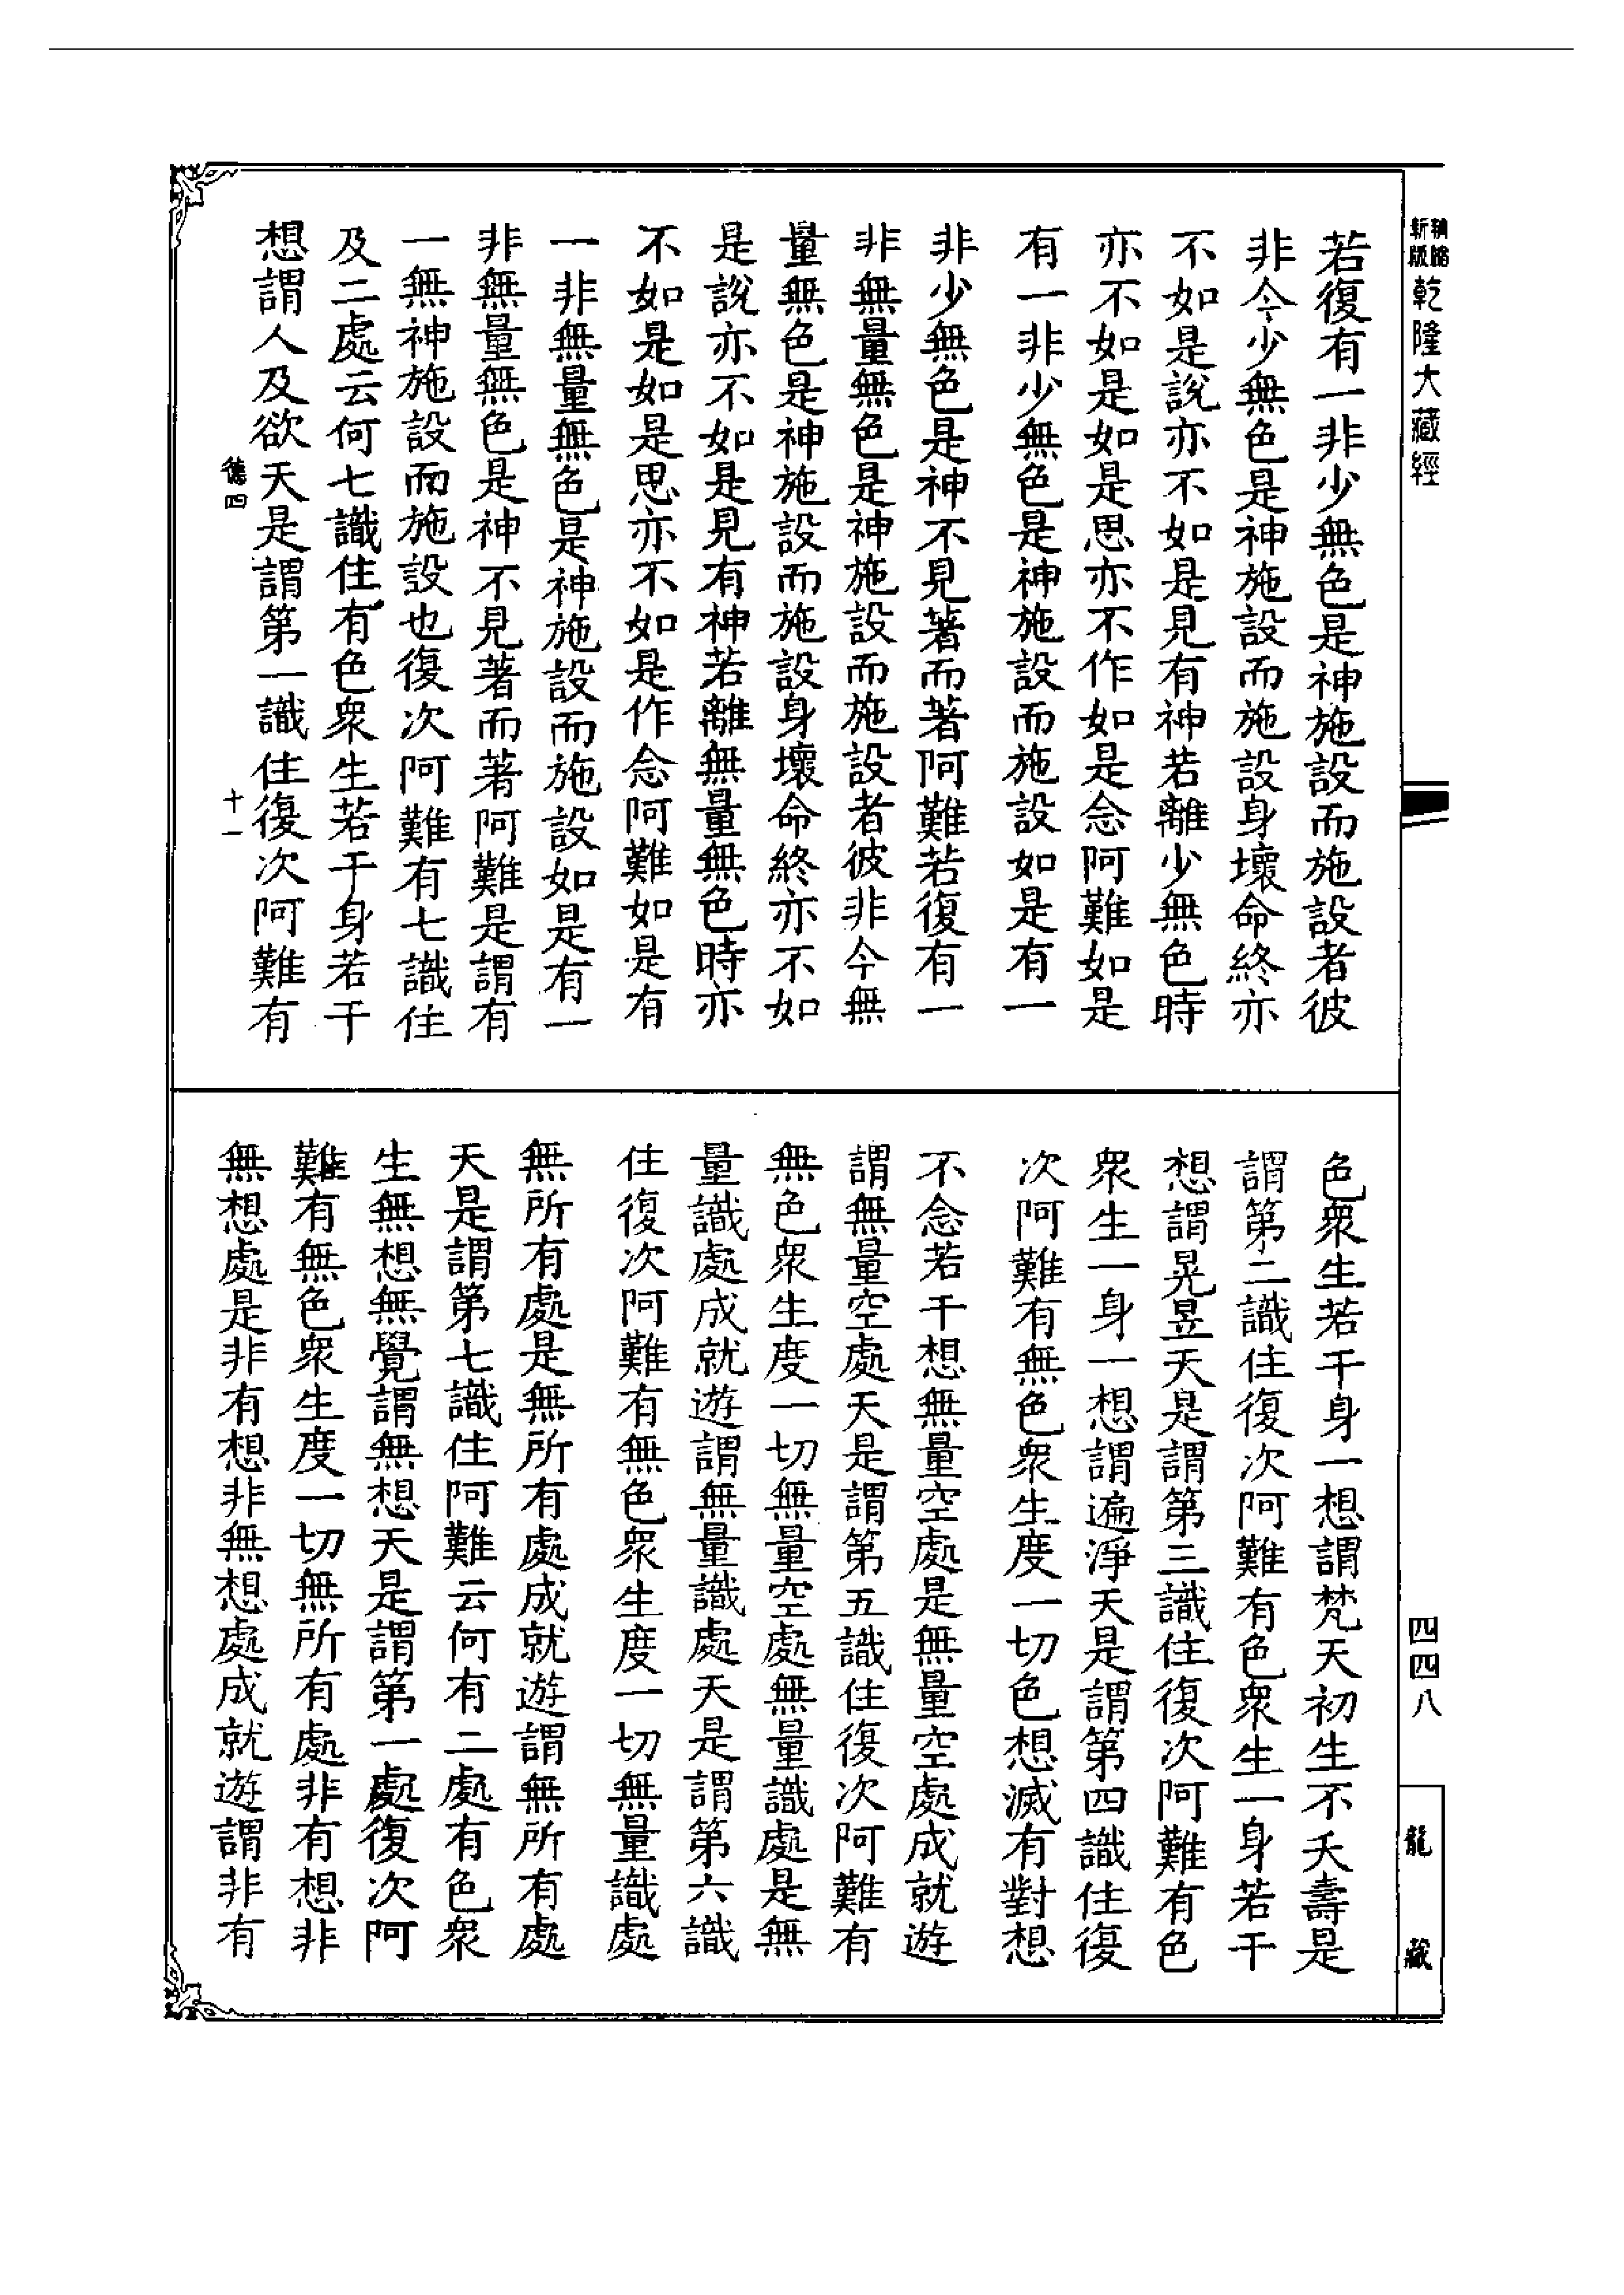 新版精縮乾隆大藏經
四四八
龍藏
若復有一非少無色是神施設而施設者彼
非今少無色是神施設而施設身壞命終亦
不如是說亦不如是見有神若離少無色時
亦不如是如是思亦不作如是念阿難如是
有一非少無色是神施設而施設如是有一
非少無色是神不見著而著阿難若復有一
非無量無色是神施設而施設者彼非今無
量無色是神施設而施設身壞命終亦不如
是說亦不如是見有神若離無量無色時亦
不如是如是思亦不如是作念阿難如是有
一非無量無色是神施設而施設如是有一
非無量無色是神不見著而著阿難是謂有
一無神施設而施設也復次阿難有七識住
及二處云何七識住有色衆生若干身若干
想謂人及欲天是謂第一識住復次阿難有
德四 十一
色衆生若干身一想謂梵天初生不夭壽是
謂第二識住復次阿難有色衆生一身若干
想謂晃昱天是謂第三識住復次阿難有色
衆生一身一想謂遍淨天是謂第四識住復
次阿難有無色衆生度一切色想滅有對想
不念若干想無量空處是無量空處成就遊
謂無量空處天是謂第五識住復次阿難有
無色衆生度一切無量空處無量識處是無
量識處成就遊謂無量識處天是謂第六識
住復次阿難有無色衆生度一切無量識處
無所有處是無所有處成就遊謂無所有處
天是謂第七識住阿難云何有二處有色衆
生無想無覺謂無想天是謂第一處復次阿
難有無色衆生度一切無所有處非有想非
無想處是非有想非無想處成就遊謂非有